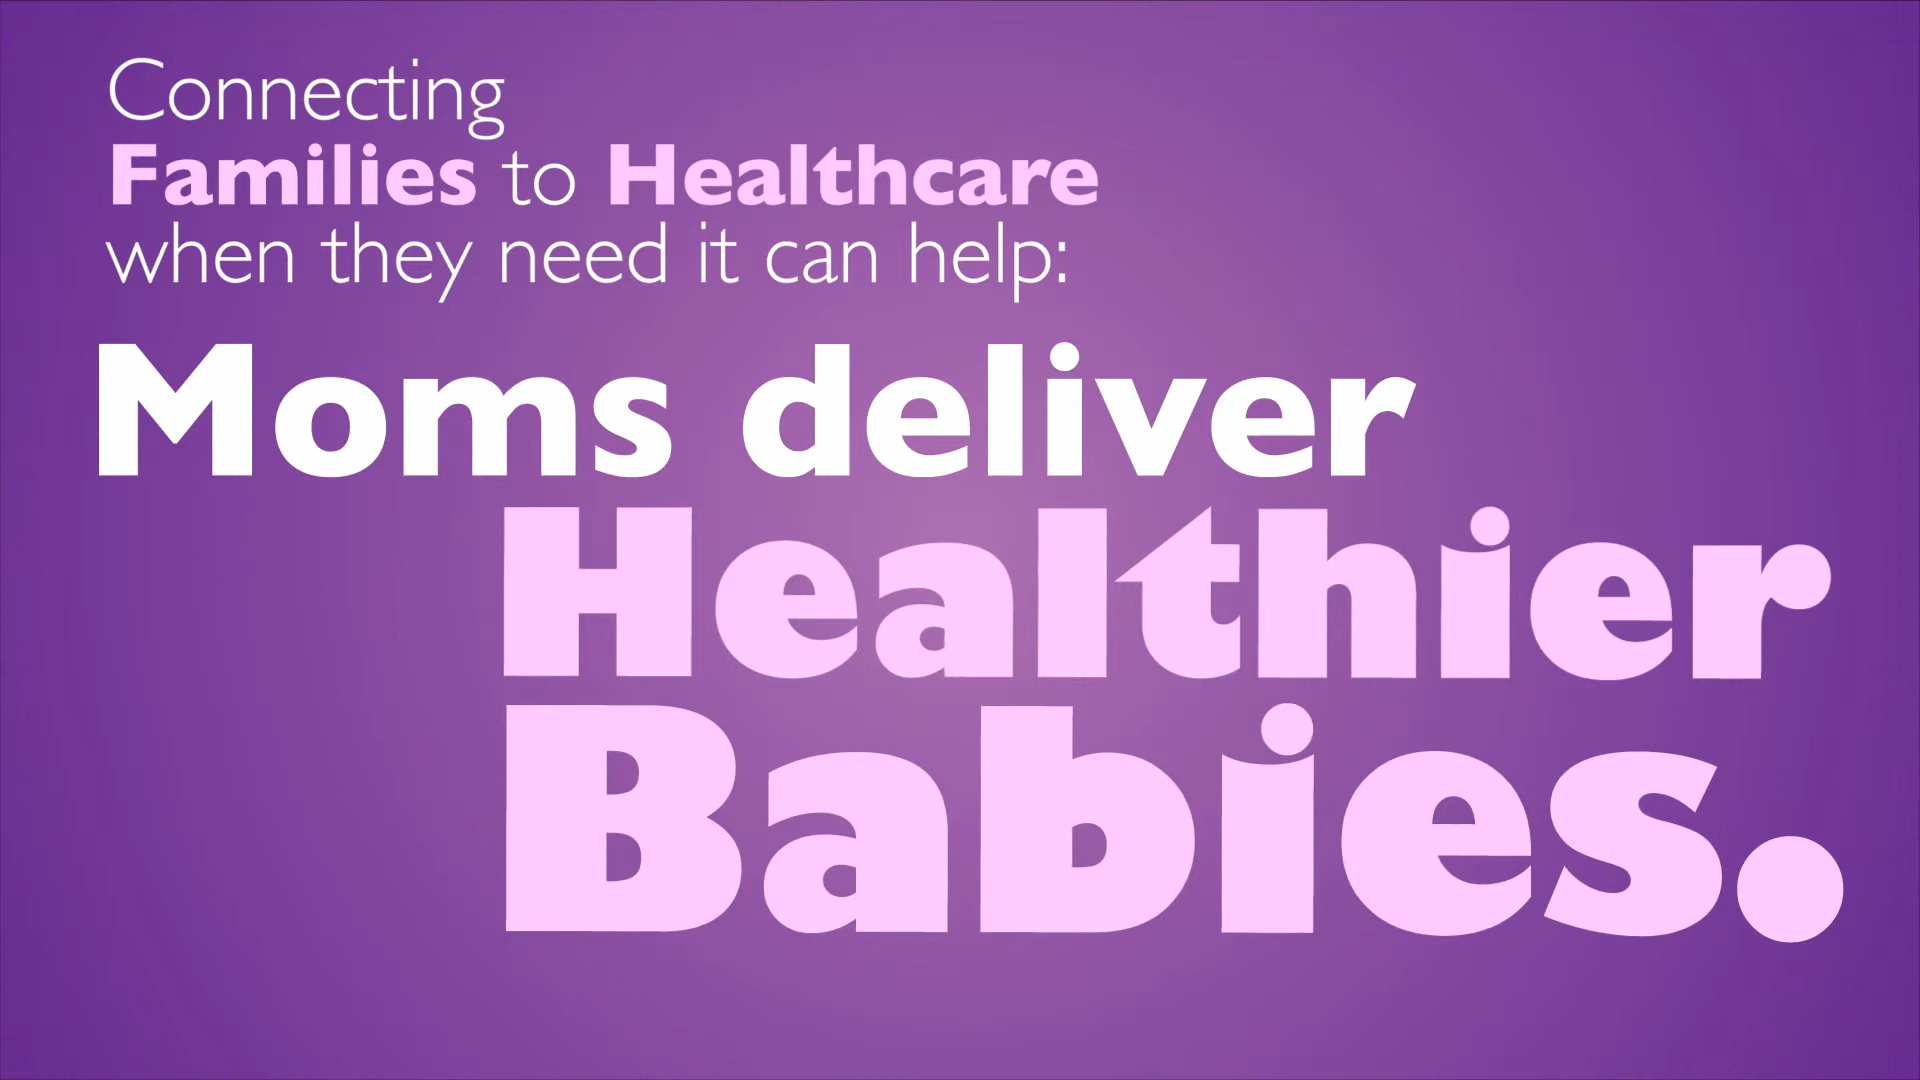 Connecting
Families to Healthcare
when they need it can help:
Moms deliver
Healthier
Babies.